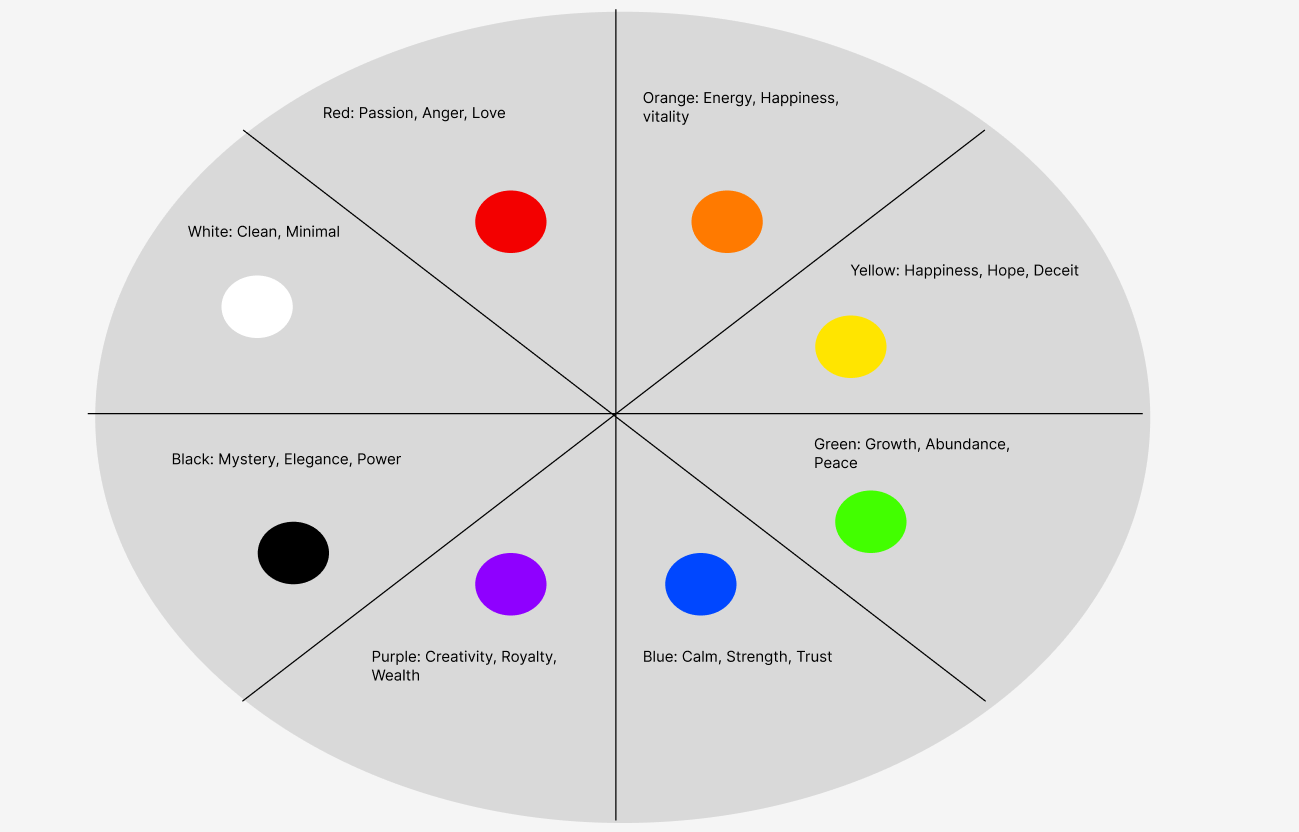 Red: Passion, Anger, Love
Orange: Energy, Happiness,
vitality
White: Clean, Minimal
Yellow: Happiness, Hope, Deceit
Green: Growth, Abundance,
Peace
Black: Mystery, Elegance, Power
Purple: Creativity, Royalty,
Wealth
Blue: Calm, Strength, Trust